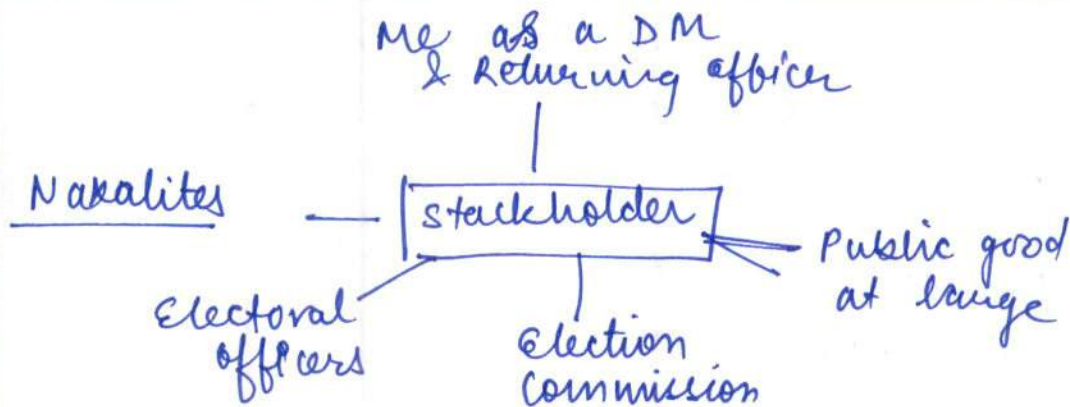 Me as a DM
& Returning officer
Naxalites
Stackholder
Public good
at large
Electoral
officers
Election
Commission